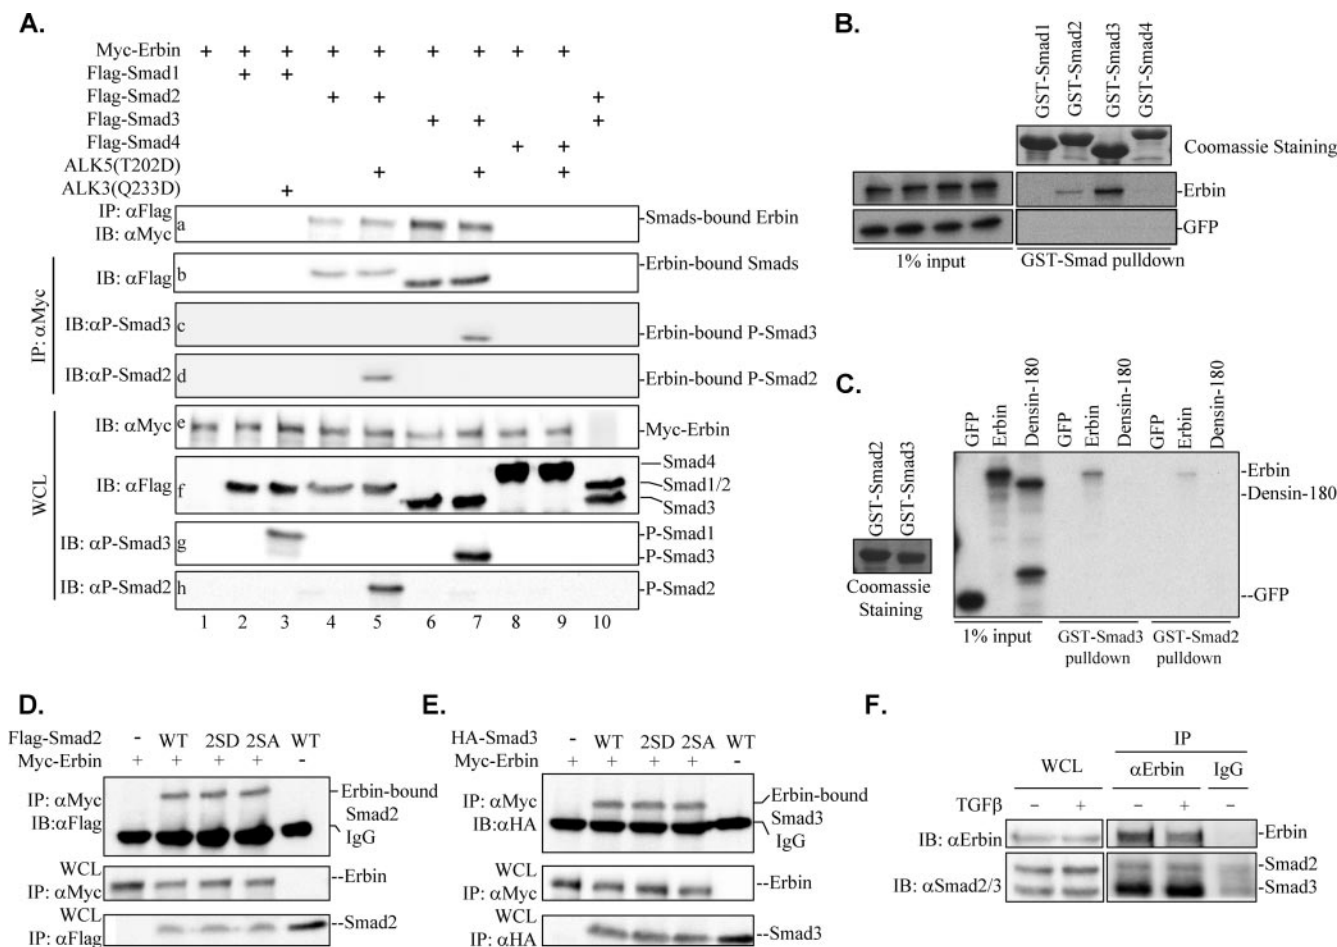 A.
Myc-Erbin + + + + + + + + +
Flag-Smad1 + +
Flag-Smad2 + + +
Flag-Smad3 + + +
Flag-Smad4 + +
ALK5(T202D) + + +
ALK3(Q233D) +
IP: αFlag
IB: αMyc
a
-Smads-bound Erbin
IP: αMyc
IB: αFlag b
-Erbin-bound Smads
IB:αP-Smad3 c
-Erbin-bound P-Smad3
IB:αP-Smad2 d
-Erbin-bound P-Smad2
WCL
IB: αMyc e
-Myc-Erbin
IB: αFlag f
Smad4
Smad1/2
Smad3
IB: αP-Smad3 g
-P-Smad1
-P-Smad3
IB: αP-Smad2 h
-P-Smad2
1 2 3 4 5 6 7 8 9 10
B.
GST-Smad1
GST-Smad2
GST-Smad3
GST-Smad4
Coomassie Staining
-Erbin
-GFP
1% input GST-Smad pulldown
C.
GST-Smad2
GST-Smad3
Coomassie
Staining
GFP
Erbin
Densin-180
GFP
Erbin
Densin-180
GFP
Erbin
Densin-180
-Erbin
-Densin-180
--GFP
1% input GST-Smad3 GST-Smad2
pulldown pulldown
D.
Flag-Smad2 - WT 2SD 2SA WT
Myc-Erbin + + + + -
IP: αMyc
IB:αFlag
Erbin-bound
Smad2
IgG
WCL
IP: αMyc
--Erbin
WCL
IP: αFlag
--Smad2
E.
HA-Smad3 - WT 2SD 2SA WT
Myc-Erbin + + + + -
IP: αMyc
IB:αHA
Erbin-bound
Smad3
IgG
WCL
IP: αMyc
--Erbin
WCL
IP: αHA
--Smad3
F.
IP
WCL αErbin IgG
TGFβ - + - + -
IB: αErbin
-Erbin
IB: αSmad2/3
-Smad2
-Smad3